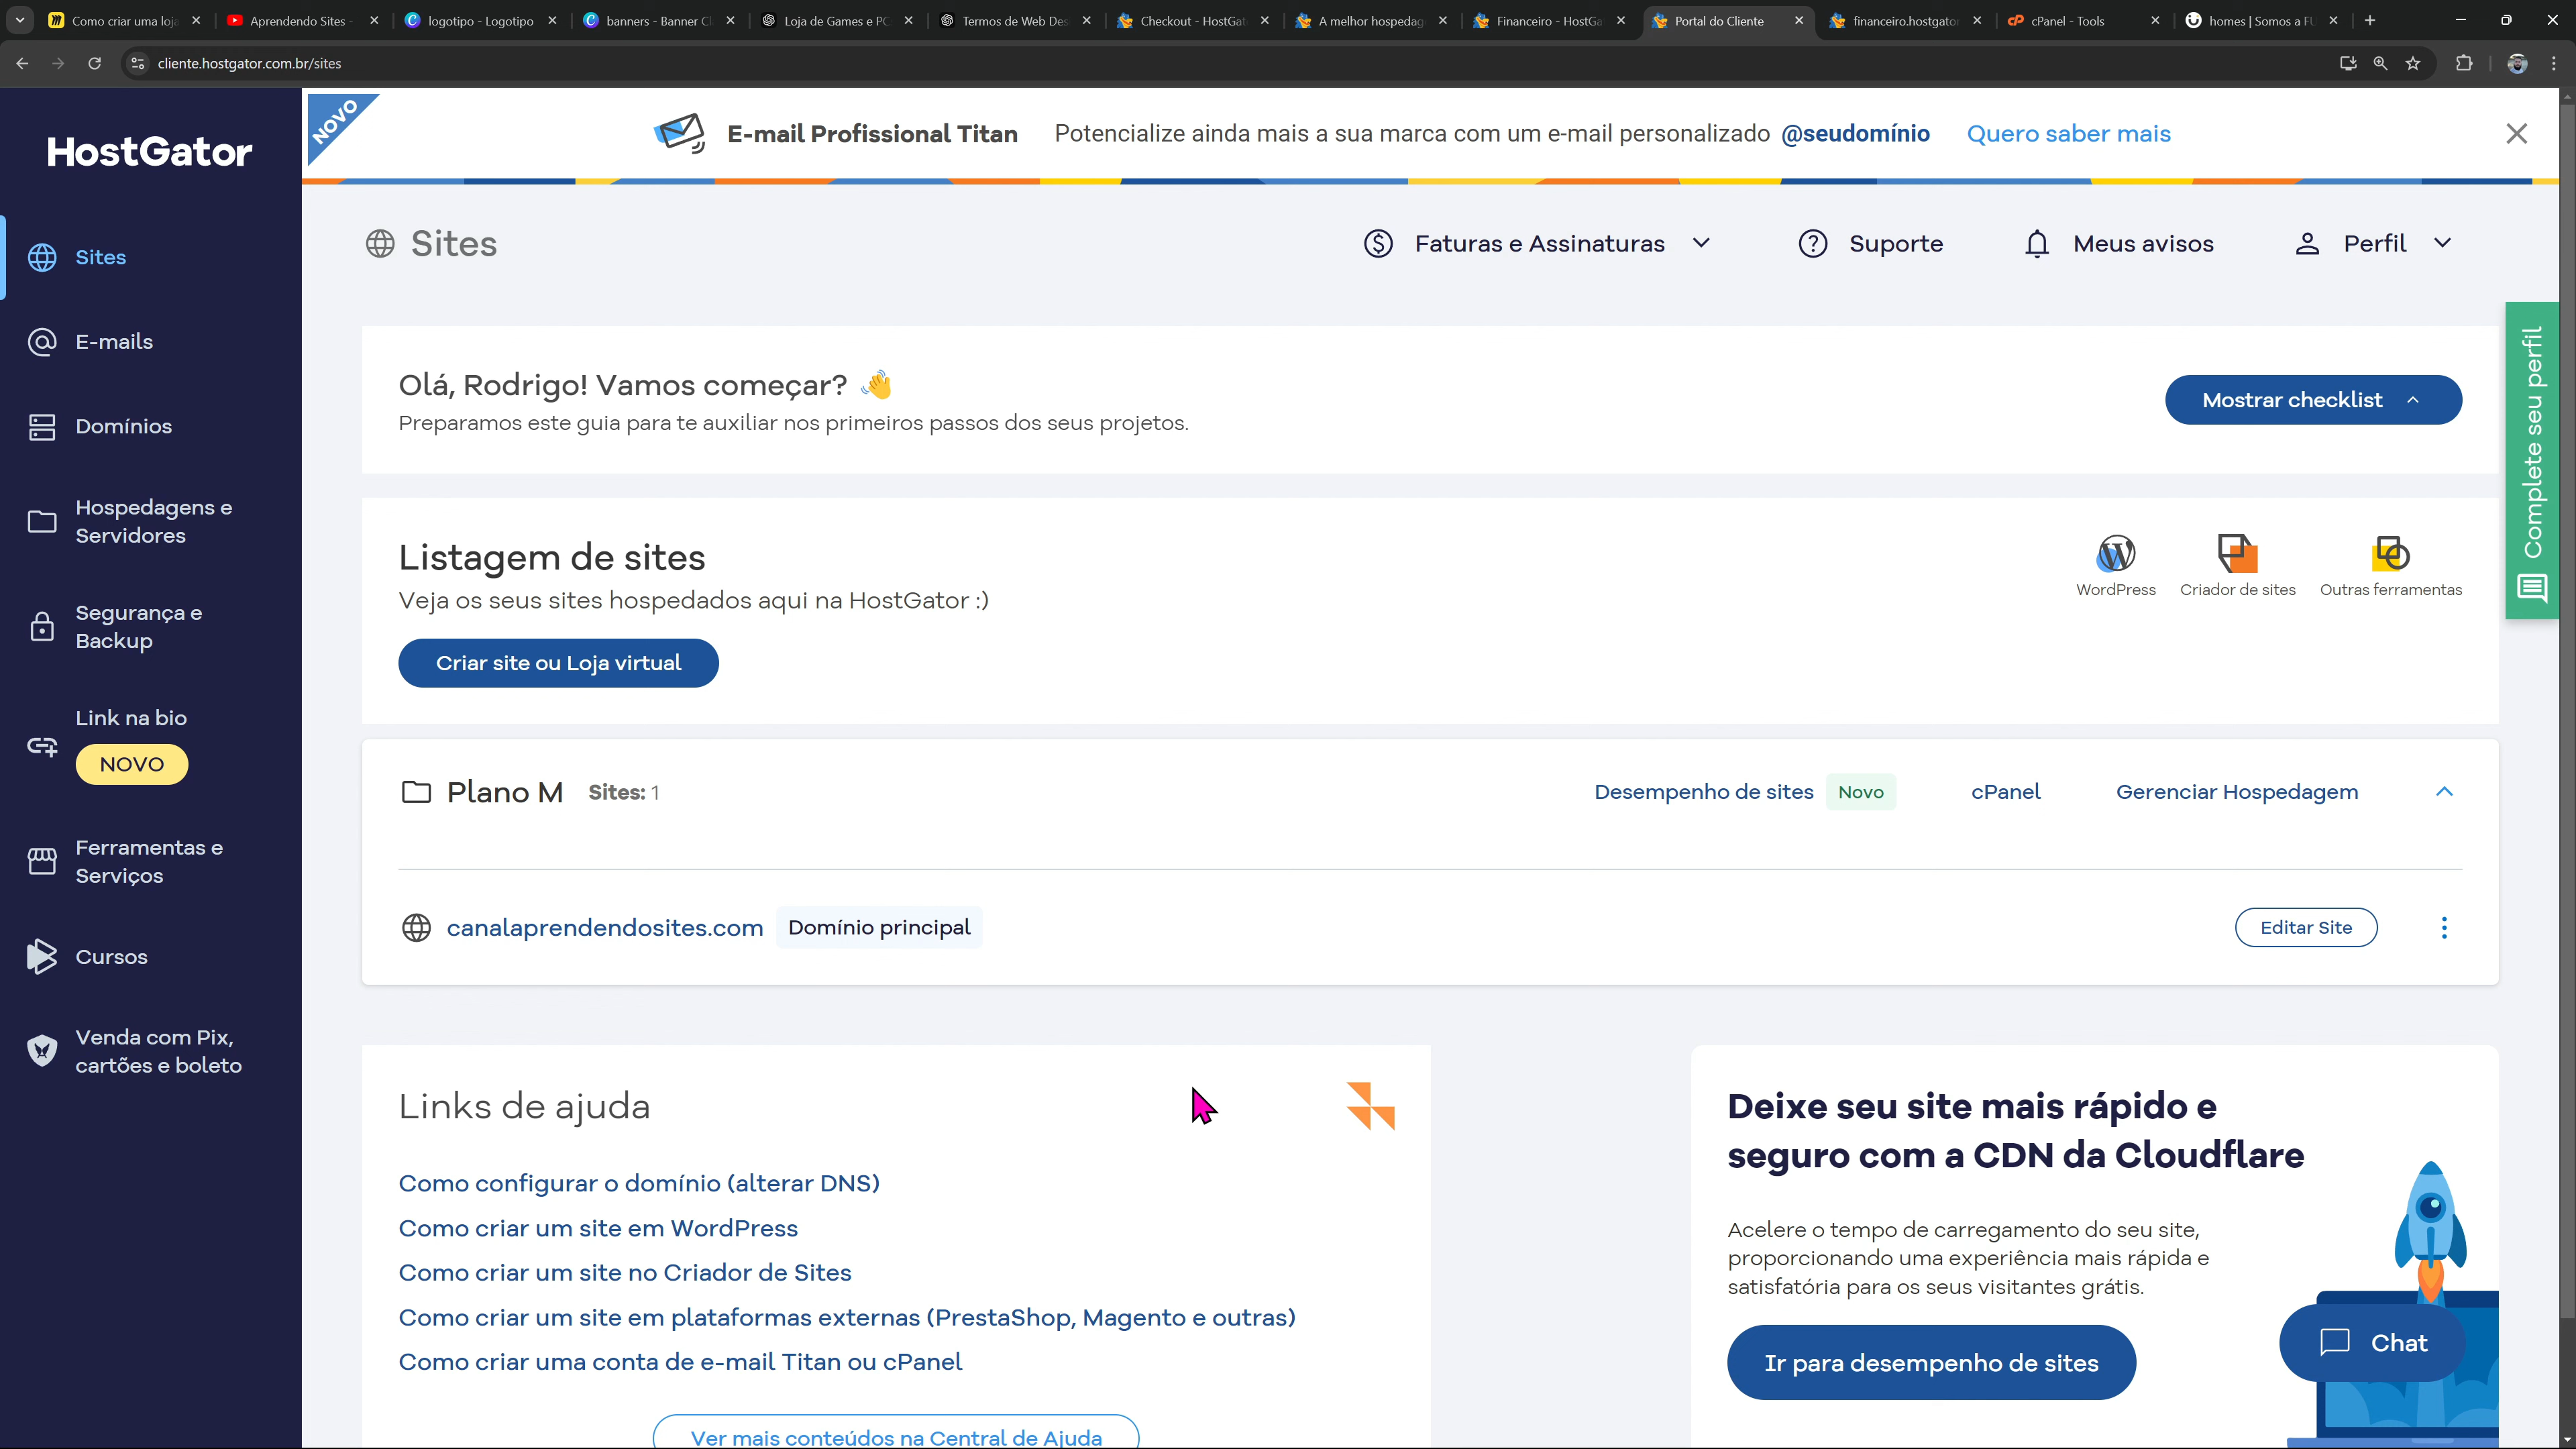 Como criar uma loja
Aprendendo Sites -
logotipo - Logotipo
banners - Banner Cl
Loja de Games e PC
Termos de Web Des
Checkout - HostGat
A melhor hospedag
Financeiro - HostGa
Portal do Cliente
financeiro.hostgator
cPanel - Tools
homes | Somos a FU
cliente.hostgator.com.br/sites
NOVO
E-mail Profissional Titan Potencialize ainda mais a sua marca com um e-mail personalizado @seudomínio Quero saber mais
HostGator
Sites
E-mails
Domínios
Hospedagens e
Servidores
Segurança e
Backup
Link na bio
NOVO
Ferramentas e
Serviços
Cursos
Venda com Pix,
cartões e boleto
Sites
Faturas e Assinaturas
Suporte
Meus avisos
Perfil
Olá, Rodrigo! Vamos começar? 👋
Preparamos este guia para te auxiliar nos primeiros passos dos seus projetos.
Mostrar checklist
Complete seu perfil
Listagem de sites
Veja os seus sites hospedados aqui na HostGator :)
Criar site ou Loja virtual
WordPress
Criador de sites
Outras ferramentas
Plano M Sites: 1
Desempenho de sites Novo
cPanel
Gerenciar Hospedagem
canalaprendendosites.com Domínio principal
Editar Site
Links de ajuda
Como configurar o domínio (alterar DNS)
Como criar um site em WordPress
Como criar um site no Criador de Sites
Como criar um site em plataformas externas (PrestaShop, Magento e outras)
Como criar uma conta de e-mail Titan ou cPanel
Ver mais conteúdos na Central de Ajuda
Deixe seu site mais rápido e
seguro com a CDN da Cloudflare
Acelere o tempo de carregamento do seu site,
proporcionando uma experiência mais rápida e
satisfatória para os seus visitantes grátis.
Ir para desempenho de sites
Chat